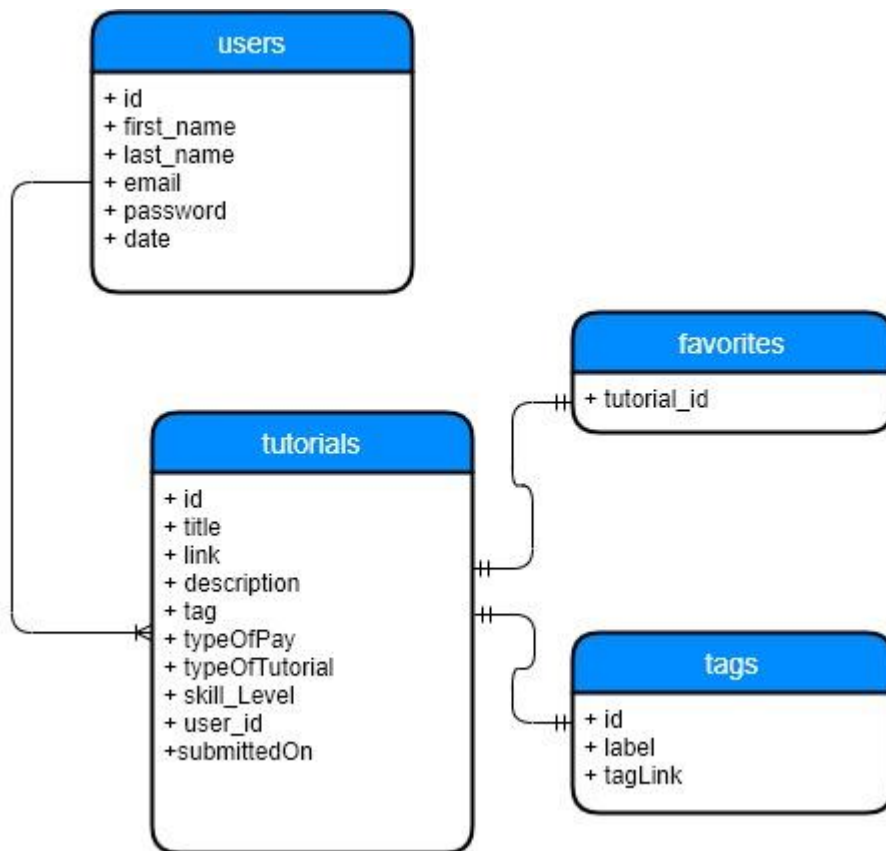 users
+ id
+ first_name
+ last_name
+ email
+ password
+ date
favorites
+ tutorial_id
tutorials
+ id
+ title
+ link
+ description
+ tag
+ typeOfPay
+ typeOfTutorial
+ skill_Level
+ user_id
+submittedOn
tags
+ id
+ label
+ tagLink